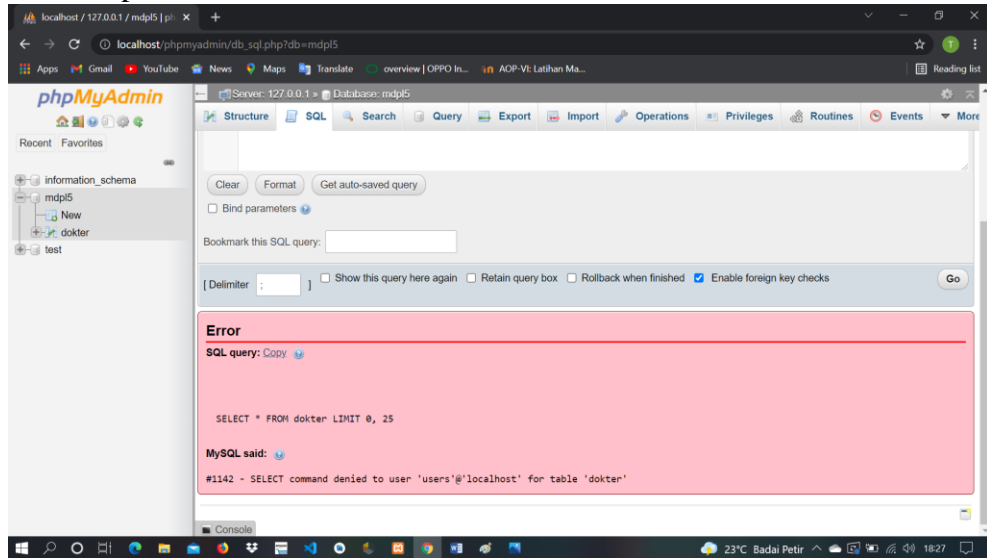 localhost / 127.0.0.1 / mdpl5 | ph
localhost/phpmyadmin/db_sql.php?db=mdpl5
Apps Gmail YouTube News Maps Translate overview | OPPO In... AOP-VI: Latihan Ma... Reading list
phpMyAdmin
Recent Favorites
information_schema
mdpl5
New
dokter
test
Server: 127.0.0.1 » Database: mdpl5
Structure SQL Search Query Export Import Operations Privileges Routines Events More
Clear Format Get auto-saved query
Bind parameters
Bookmark this SQL query:
[ Delimiter ; ] Show this query here again Retain query box Rollback when finished Enable foreign key checks Go
Error
SQL query: Copy
SELECT * FROM dokter LIMIT 0, 25
MySQL said:
#1142 - SELECT command denied to user 'users'@'localhost' for table 'dokter'
Console
23°C Badai Petir 18:27